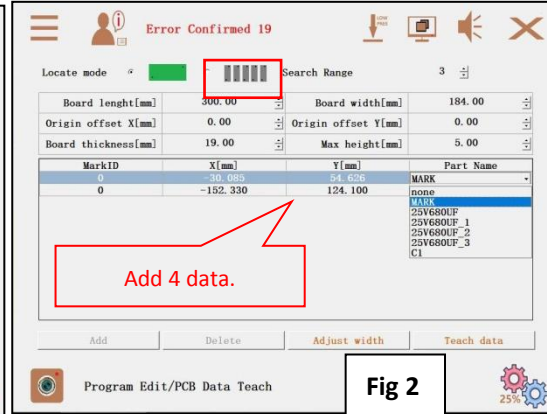 Error Confirmed 19
LOW PRES
Locate mode Search Range 3
Board lenght[mm] 300.00 Board width[mm] 184.00
Origin offset X[mm] 0.00 Origin offset Y[mm] 0.00
Board thickness[mm] 19.00 Max height[mm] 5.00
MarkID X[mm] Y[mm] Part Name
0 -30.085 54.626 MARK
0 -152.330 124.100 none
MARK
25V680UF
25V680UF_1
25V680UF_2
25V680UF_3
C1
Add 4 data.
Add Delete Adjust width Teach data
Program Edit/PCB Data Teach
Fig 2
25%